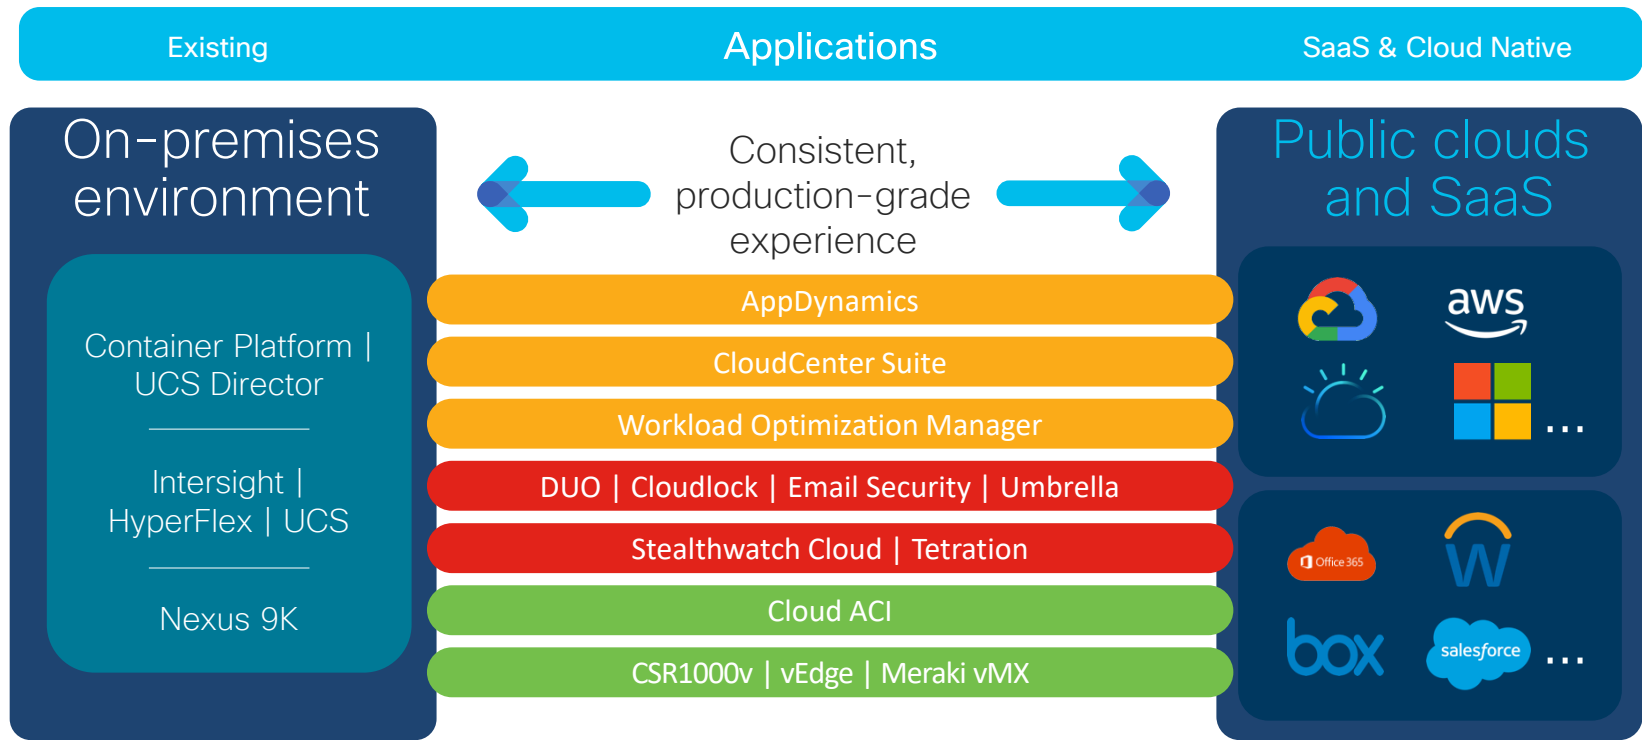 Existing
Applications
SaaS & Cloud Native
On-premises
environment
Consistent,
production-grade
experience
Public clouds
and SaaS
Container Platform |
UCS Director
Intersight |
HyperFlex | UCS
Nexus 9K
AppDynamics
CloudCenter Suite
Workload Optimization Manager
DUO | Cloudlock | Email Security | Umbrella
Stealthwatch Cloud | Tetration
Cloud ACI
CSR1000v | vEdge | Meraki vMX
aws
...
Office 365
W
box
salesforce
...